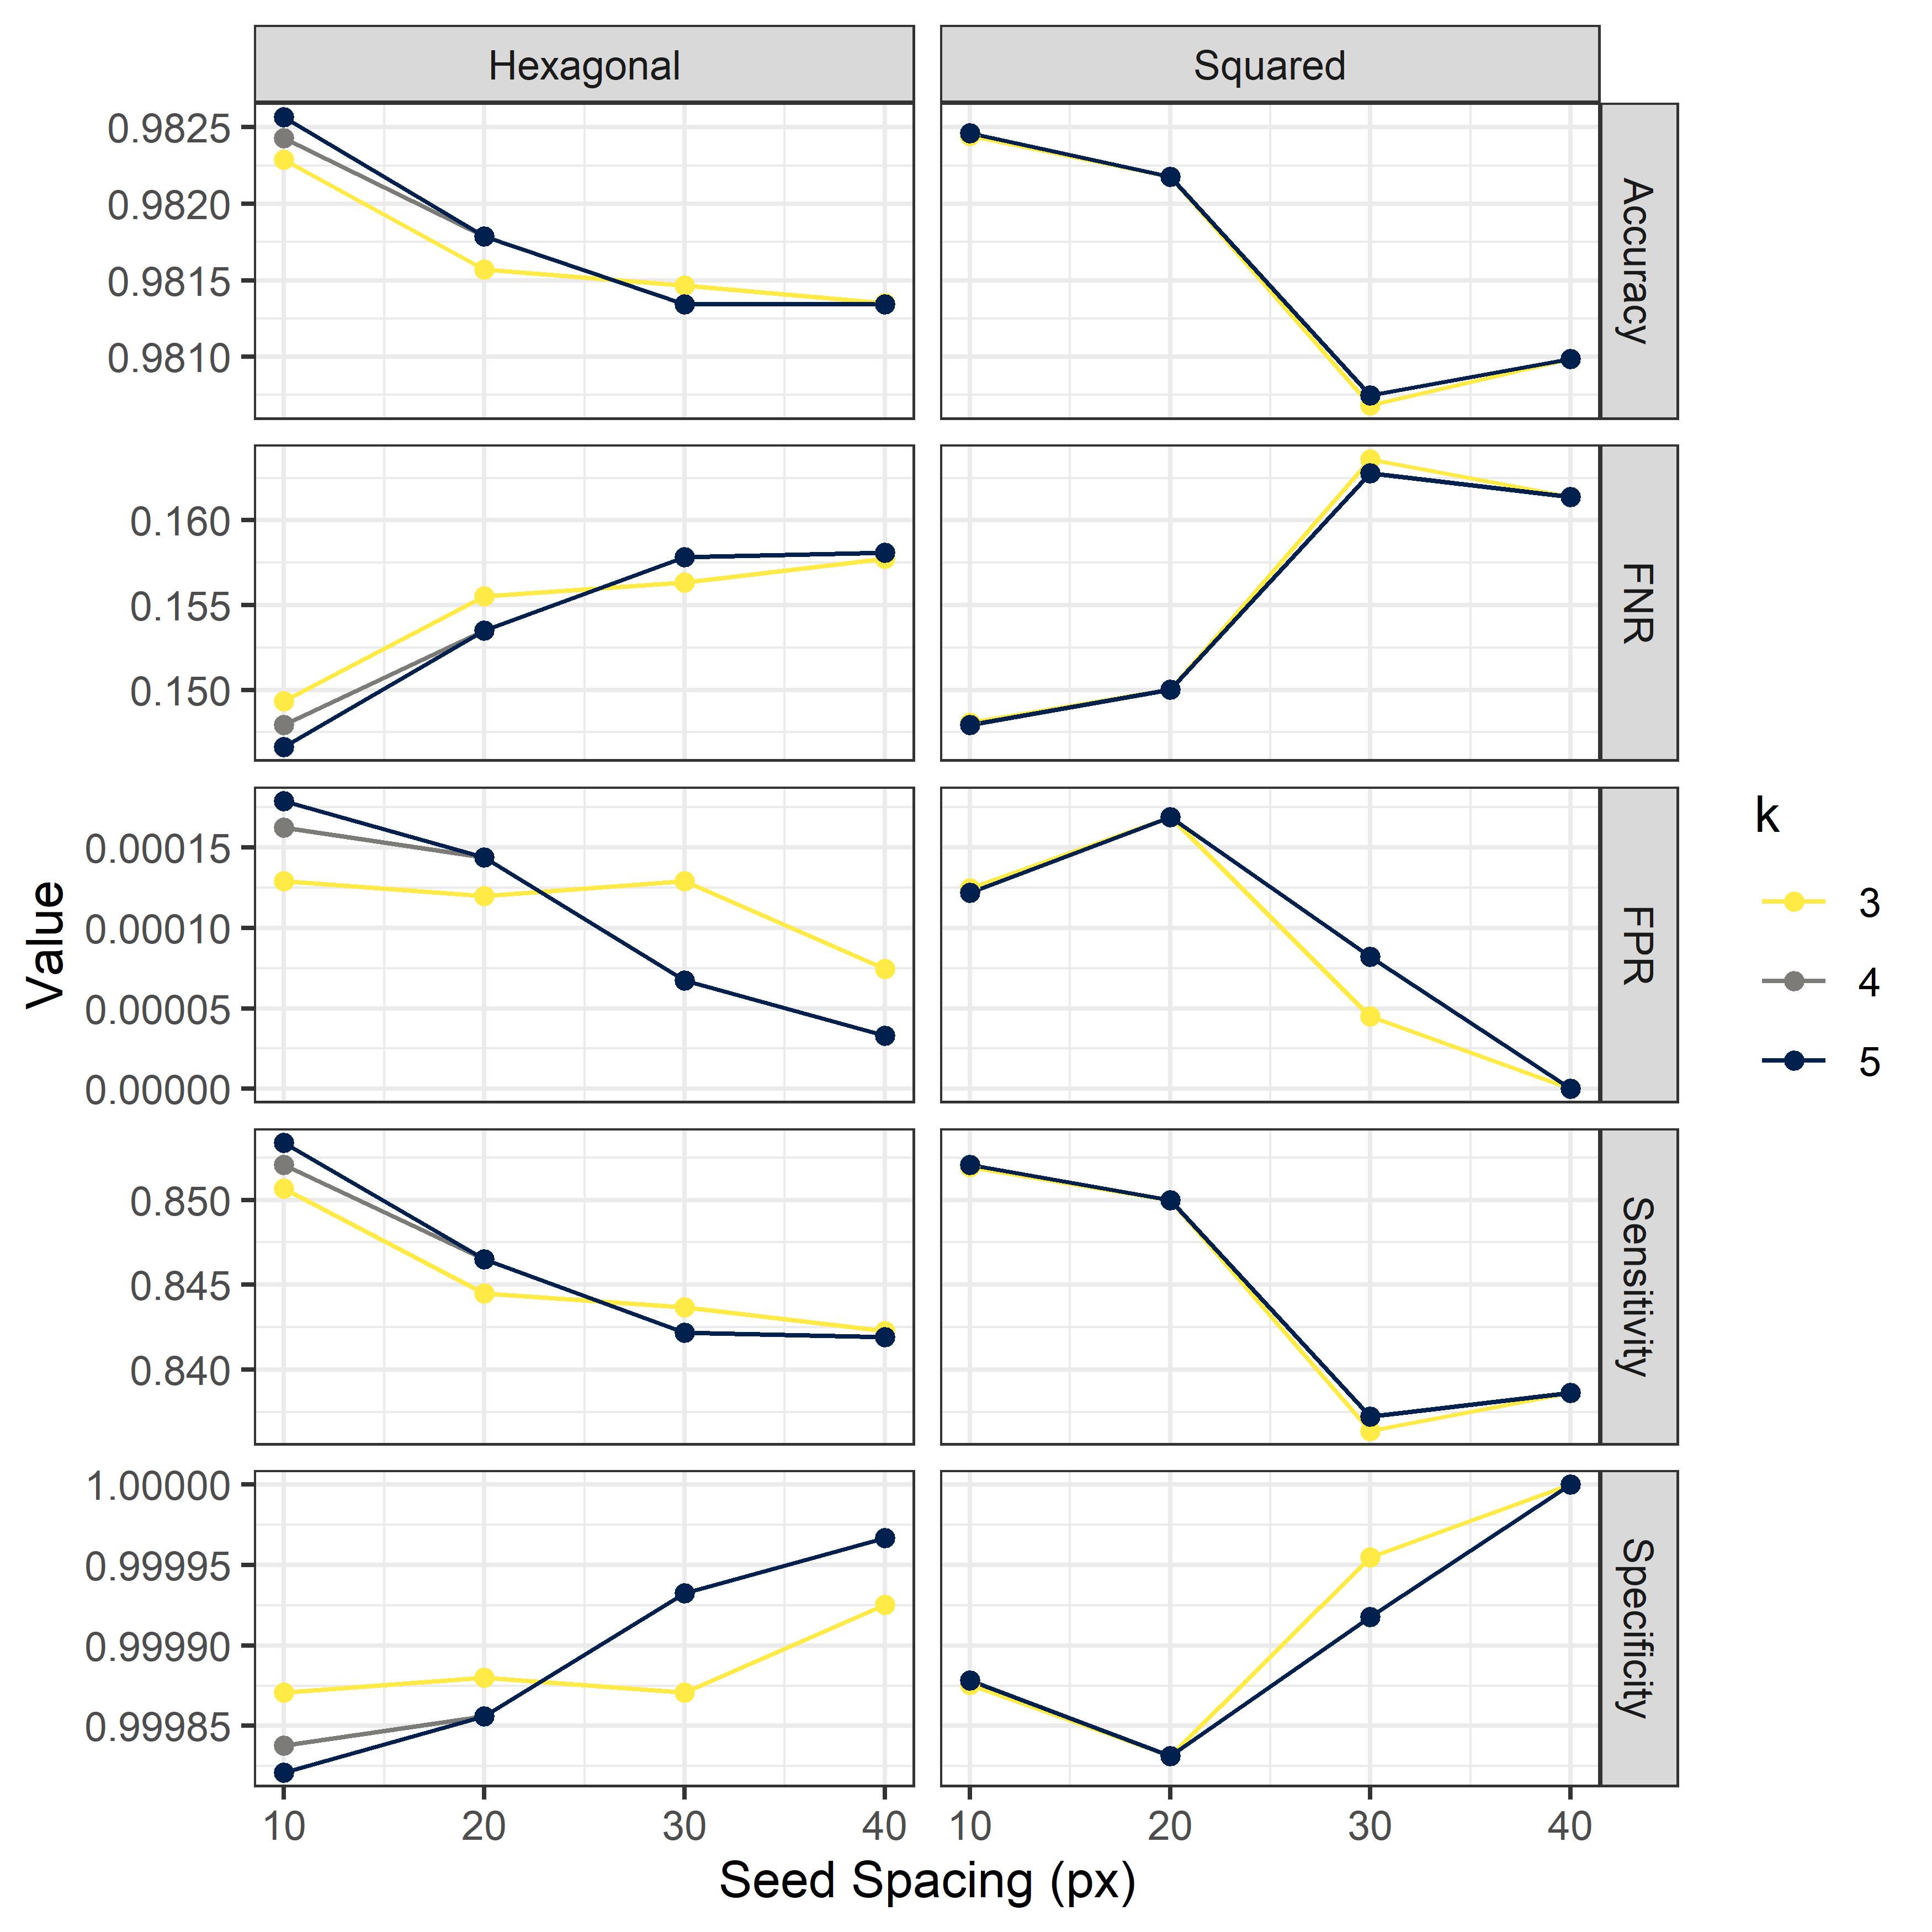 Hexagonal
Squared
0.9825
0.9820
0.9815
0.9810
Accuracy
0.160
0.155
0.150
FNR
0.00015
0.00010
0.00005
0.00000
FPR
0.850
0.845
0.840
Sensitivity
1.00000
0.99995
0.99990
0.99985
Specificity
10 20 30 40 10 20 30 40
Seed Spacing (px)
Value
k
3
4
5